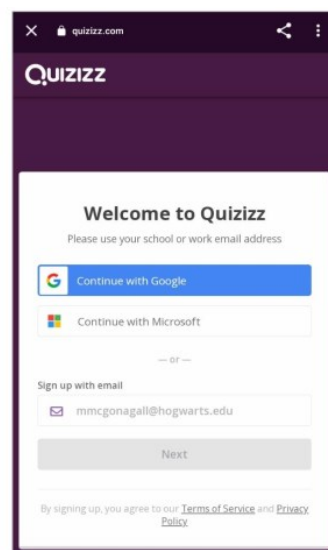 quizizz.com
QUIZIZZ
Welcome to Quizizz
Please use your school or work email address
Continue with Google
Continue with Microsoft
— or —
Sign up with email
mmcgonagall@hogwarts.edu
Next
By signing up, you agree to our Terms of Service and Privacy
Policy